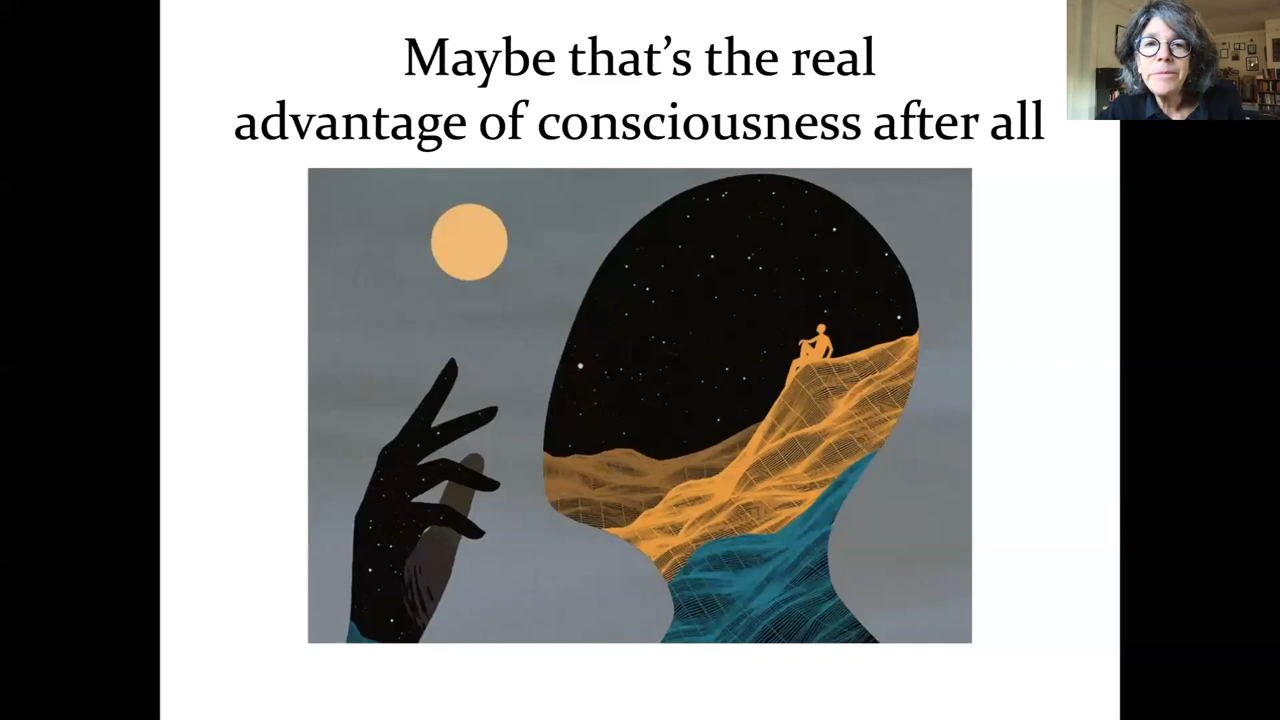 Maybe that’s the real
advantage of consciousness after all